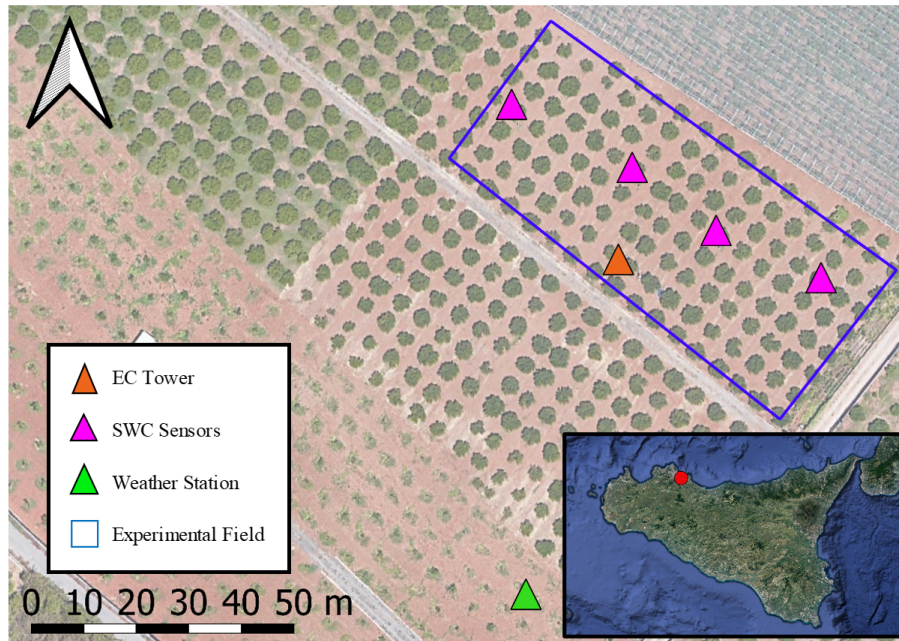 EC Tower
SWC Sensors
Weather Station
Experimental Field
0 10 20 30 40 50 m